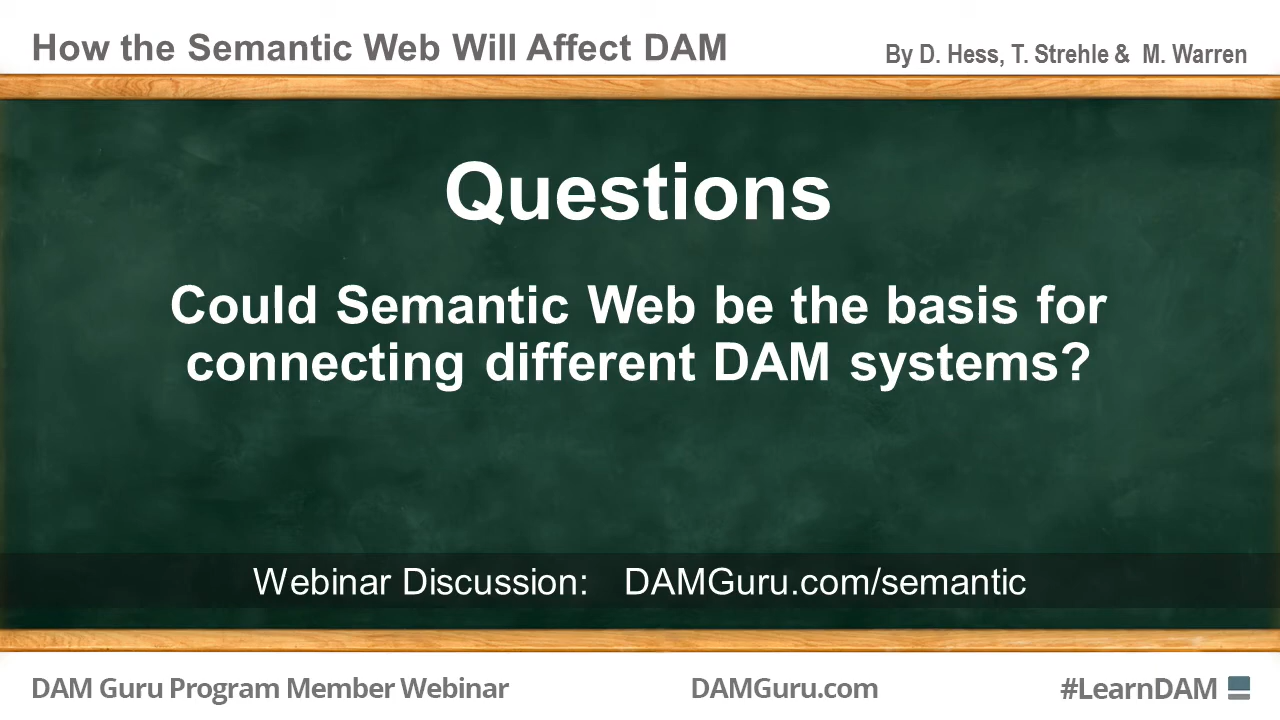 How the Semantic Web Will Affect DAM
By D. Hess, T. Strehle & M. Warren
Questions
Could Semantic Web be the basis for
connecting different DAM systems?
Webinar Discussion: DAMGuru.com/semantic
DAM Guru Program Member Webinar
DAMGuru.com
#LearnDAM